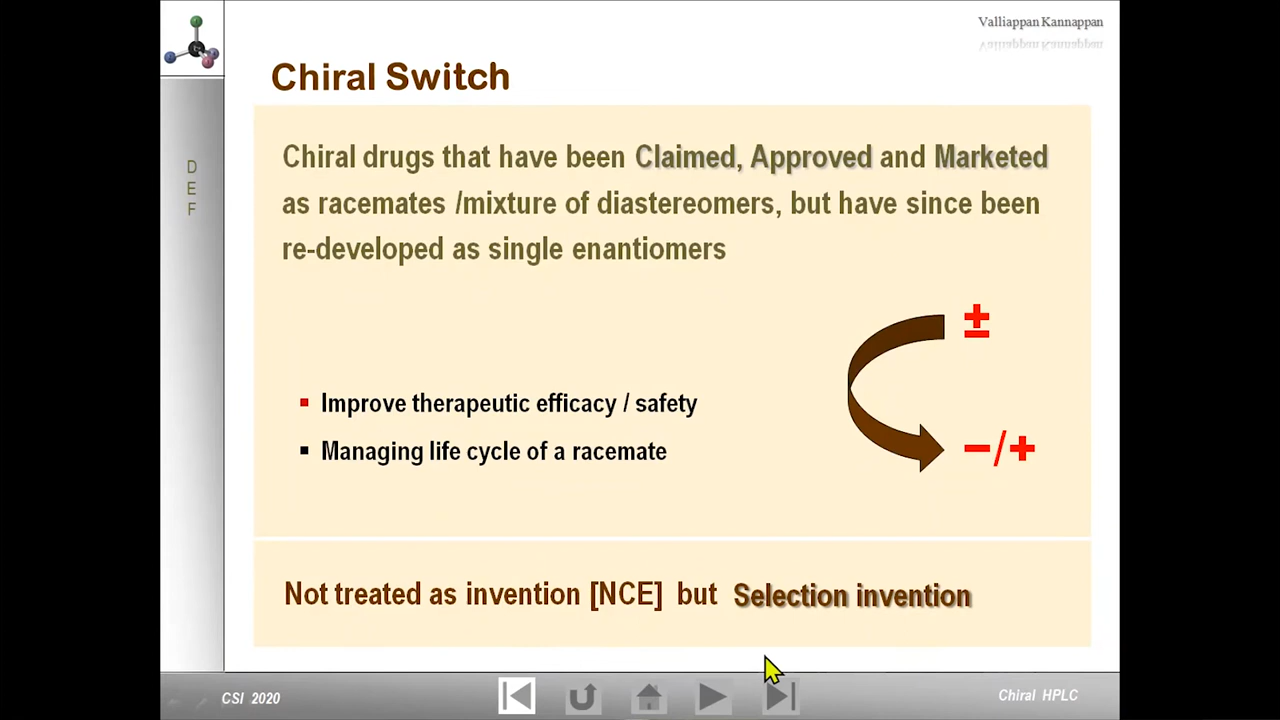 Valliappan Kannappan
Chiral Switch
D
E
F
Chiral drugs that have been Claimed, Approved and Marketed
as racemates /mixture of diastereomers, but have since been
re-developed as single enantiomers
±
▪ Improve therapeutic efficacy / safety
▪ Managing life cycle of a racemate
−/+
Not treated as invention [NCE] but Selection invention
CSI 2020
Chiral HPLC